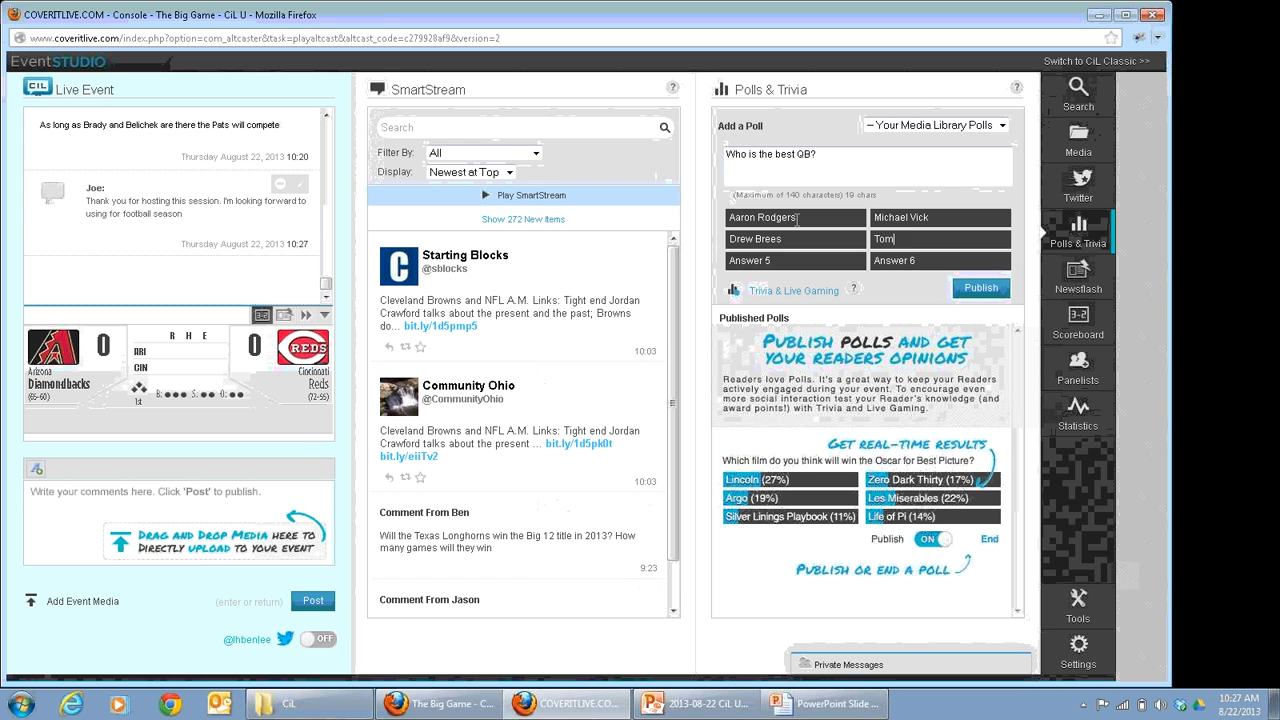 COVERITLIVE.COM - Console - The Big Game - CiL U - Mozilla Firefox
www.coveritlive.com/index.php?option=com_altcaster&task=playaltcast&altcast_code=c279928af9&version=2
EventSTUDIO
Switch to CiL Classic >>
CiL Live Event
As long as Brady and Belichek are there the Pats will compete
Thursday August 22, 2013 10:20
Joe:
Thank you for hosting this session. I'm looking forward to
using for football season
Thursday August 22, 2013 10:20
3-2
R H E
ARI
CIN
0
0
REDS
Arizona
Diamondbacks
(65-60)
1st
B: S: O:
Cincinnati
Reds
(72-55)
Write your comments here. Click 'Post' to publish.
Drag and Drop Media here to
Directly upload to your event
Add Event Media
(enter or return)
Post
@lhbenlee
OFF
SmartStream
?
Search
Filter By:
All
Display:
Newest at Top
Play SmartStream
Show 272 New Items
C
Starting Blocks
@sblocks
Cleveland Browns and NFL A.M. Links: Tight end Jordan
Crawford talks about the present and the past; Browns
do... bit.ly/1d5pmp5
10:03
Community Ohio
@CommunityOhio
Cleveland Browns and NFL A.M. Links: Tight end Jordan
Crawford talks about the present ... bit.ly/1d5pk0t
bit.ly/eiiTv2
10:03
Comment From Ben
Will the Texas Longhorns win the Big 12 title in 2013? How
many games will they win
9:23
Comment From Jason
Polls & Trivia
?
Add a Poll
-- Your Media Library Polls
Who is the best QB?
(Maximum of 140 characters) 19 chars
Aaron Rodgers
Michael Vick
Drew Brees
Tom
Answer 5
Answer 6
Trivia & Live Gaming
?
Publish
Published Polls
Publish polls and get
your readers opinions
Readers love Polls. It's a great way to keep your Readers
actively engaged during your event. To encourage even
more social interaction test your Reader's knowledge (and
award points!) with Trivia and Live Gaming.
Get real-time results
Which film do you think will win the Oscar for Best Picture?
Lincoln (27%)
Zero Dark Thirty (17%)
Argo (19%)
Les Miserables (22%)
Silver Linings Playbook (11%)
Life of Pi (14%)
Publish
ON
End
Publish or end a poll
Private Messages
Search
Media
Twitter
Polls & Trivia
Newsflash
3-2
Scoreboard
Panelists
Statistics
Tools
Settings
CiL
The Big Game - C...
COVERITLIVE.CO...
2013-08-22 CiL U...
PowerPoint Slide ...
10:27 AM
8/22/2013